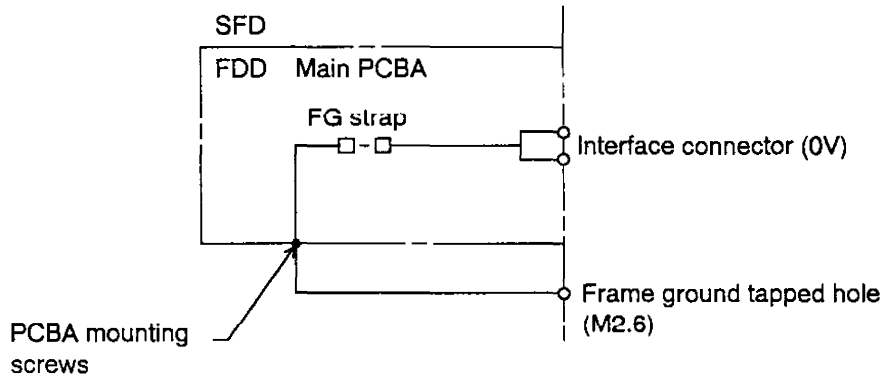 SFD
FDD Main PCBA
FG strap
Interface connector (0V)
Frame ground tapped hole
(M2.6)
PCBA mounting
screws